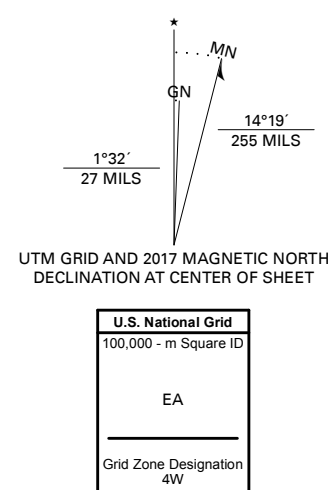 ★
MN
GN
14°19´
255 MILS
1°32´
27 MILS
UTM GRID AND 2017 MAGNETIC NORTH
DECLINATION AT CENTER OF SHEET
U.S. National Grid
100,000 - m Square ID
EA
Grid Zone Designation
4W